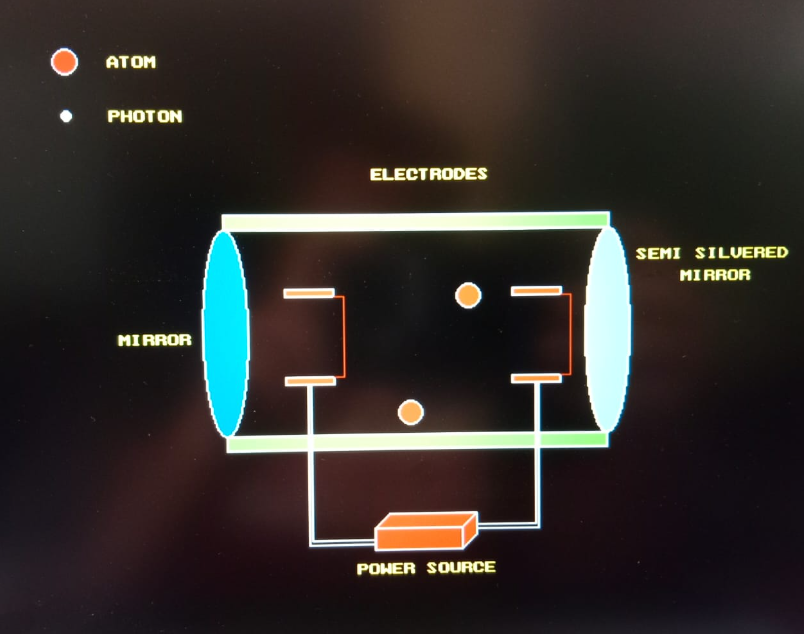 ATOM
PHOTON
ELECTRODES
SEMI SILVERED
MIRROR
MIRROR
POWER SOURCE